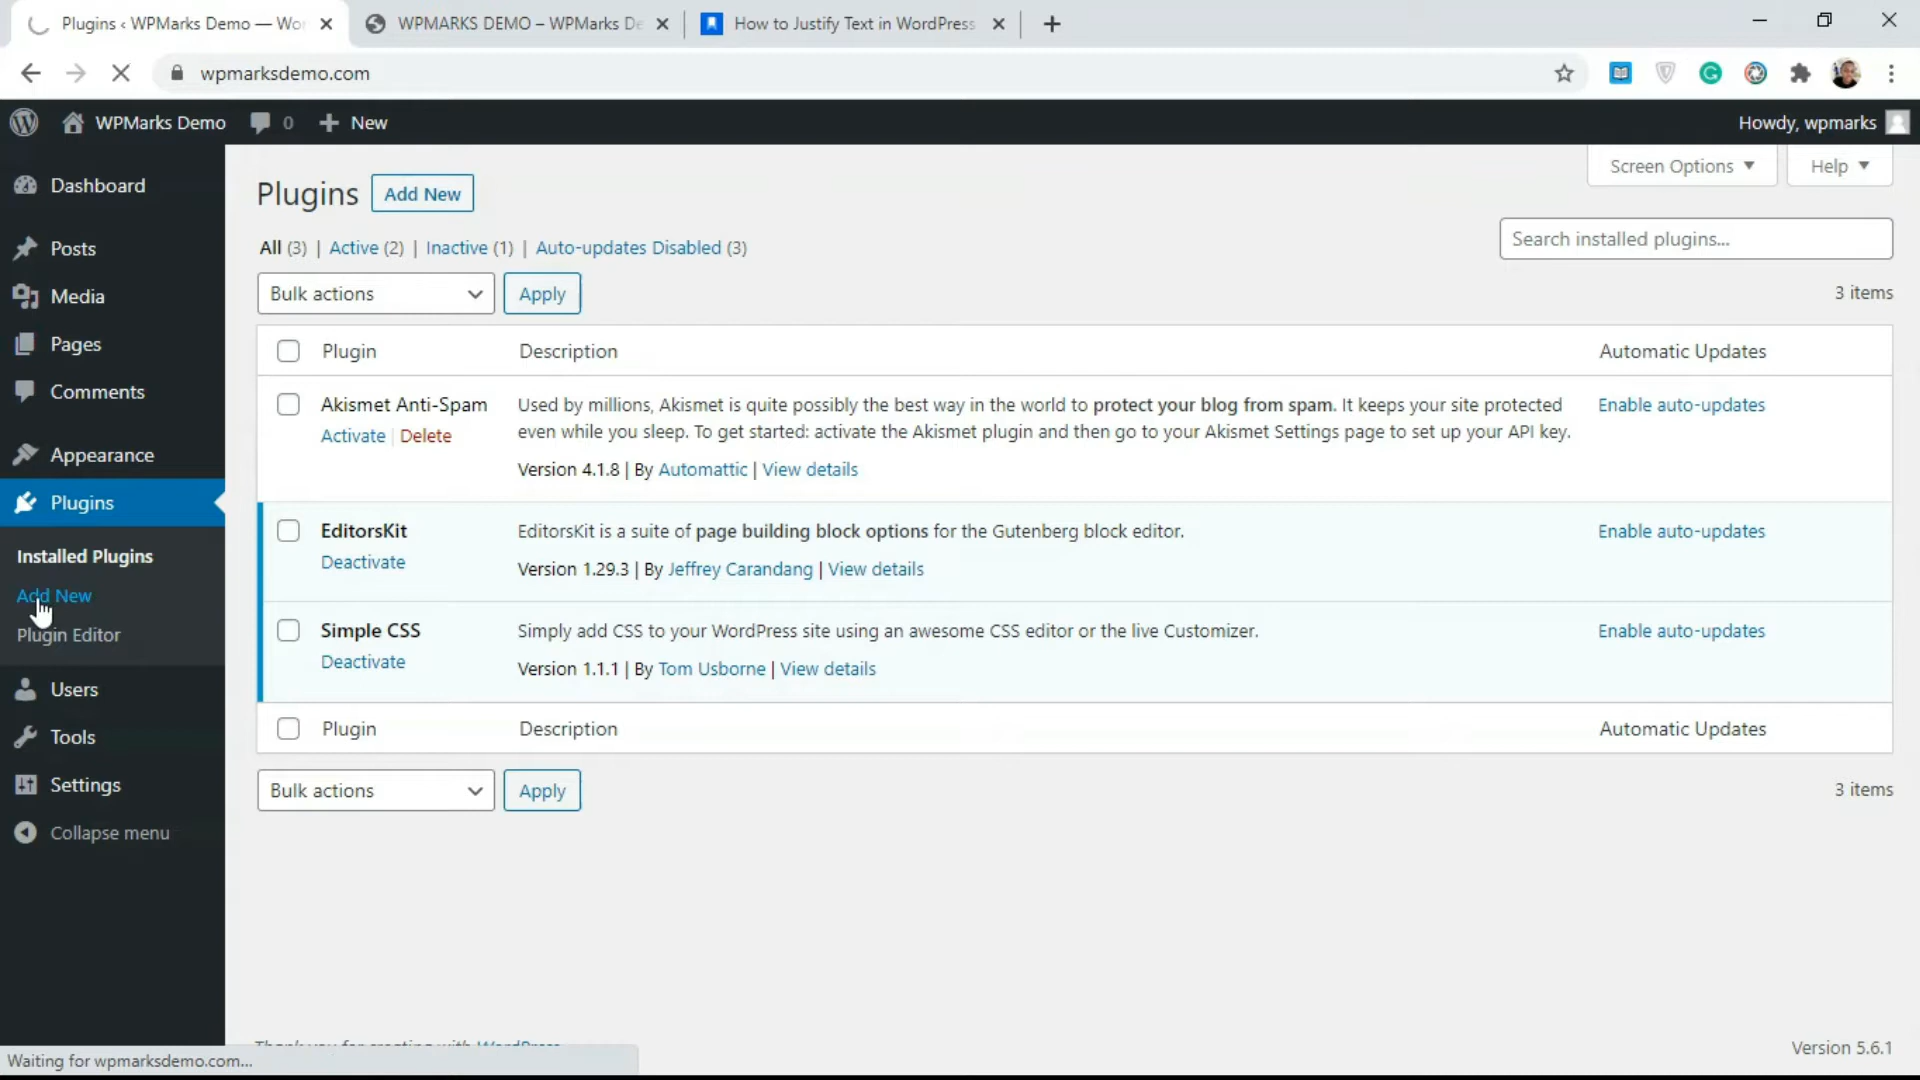 Plugins ‹ WPMarks Demo — Wor
WPMARKS DEMO – WPMarks De
How to Justify Text in WordPress
wpmarksdemo.com
WPMarks Demo
0
New
Howdy, wpmarks
Dashboard
Posts
Media
Pages
Comments
Appearance
Plugins
Installed Plugins
Add New
Plugin Editor
Users
Tools
Settings
Collapse menu
Screen Options
Help
Plugins
Add New
All (3) | Active (2) | Inactive (1) | Auto-updates Disabled (3)
Search installed plugins...
Bulk actions
Apply
3 items
Plugin
Description
Automatic Updates
Akismet Anti-Spam
Activate | Delete
Used by millions, Akismet is quite possibly the best way in the world to protect your blog from spam. It keeps your site protected
even while you sleep. To get started: activate the Akismet plugin and then go to your Akismet Settings page to set up your API key.
Version 4.1.8 | By Automattic | View details
Enable auto-updates
EditorsKit
Deactivate
EditorsKit is a suite of page building block options for the Gutenberg block editor.
Version 1.29.3 | By Jeffrey Carandang | View details
Enable auto-updates
Simple CSS
Deactivate
Simply add CSS to your WordPress site using an awesome CSS editor or the live Customizer.
Version 1.1.1 | By Tom Usborne | View details
Enable auto-updates
Plugin
Description
Automatic Updates
Bulk actions
Apply
3 items
Thank you for creating with WordPress
Version 5.6.1
Waiting for wpmarksdemo.com...